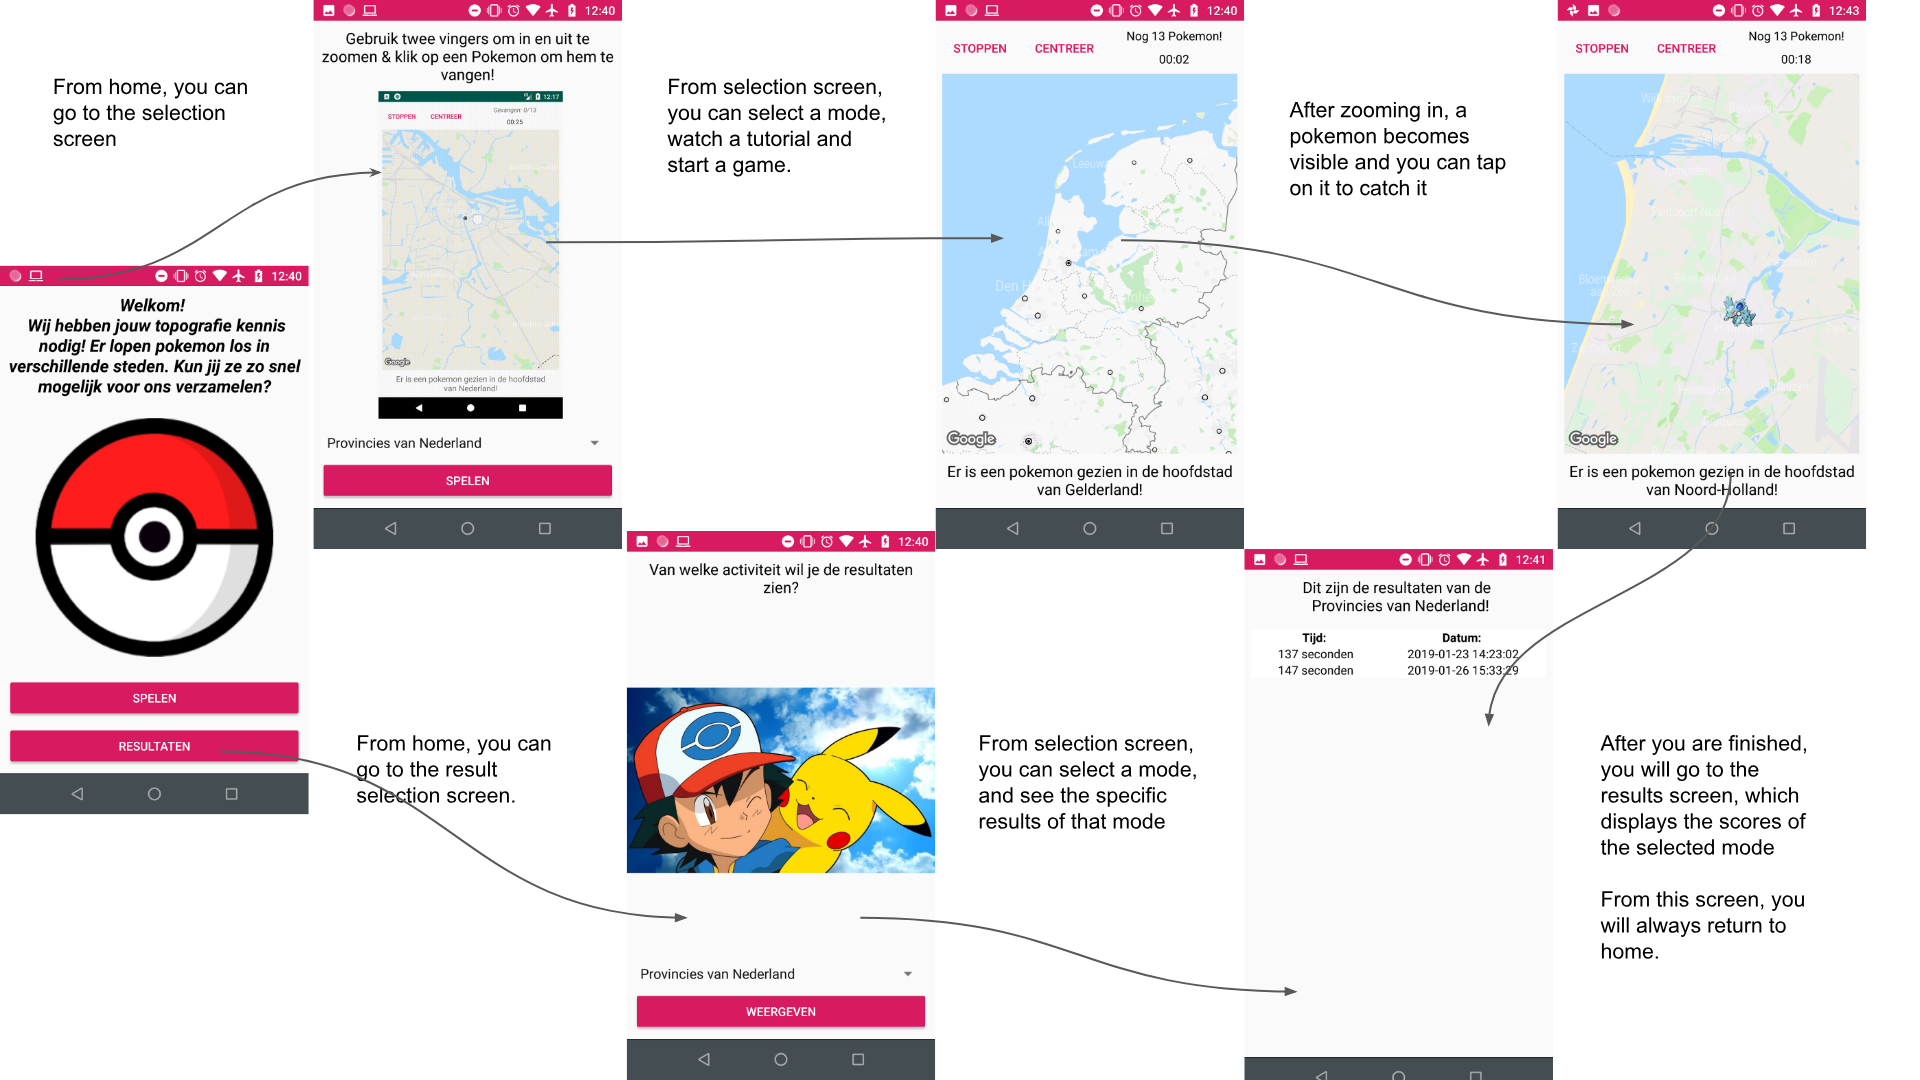 From home, you can
go to the selection
screen
12:40
Gebruik twee vingers om in en uit te
zoomen & klik op een Pokemon om hem te
vangen!
12:17
STOPPEN CENTREER Gevangen: 0/13
00:25
Google
Er is een pokemon gezien in de hoofdstad
van Nederland!
Provincies van Nederland
SPELEN
From selection screen,
you can select a mode,
watch a tutorial and
start a game.
12:40
STOPPEN CENTREER Nog 13 Pokemon!
00:02
Google
Er is een pokemon gezien in de hoofdstad
van Gelderland!
After zooming in, a
pokemon becomes
visible and you can tap
on it to catch it
12:43
STOPPEN CENTREER Nog 13 Pokemon!
00:18
Google
Er is een pokemon gezien in de hoofdstad
van Noord-Holland!
12:40
Welkom!
Wij hebben jouw topografie kennis
nodig! Er lopen pokemon los in
verschillende steden. Kun jij ze zo snel
mogelijk voor ons verzamelen?
SPELEN
RESULTATEN
From home, you can
go to the result
selection screen.
12:40
Van welke activiteit wil je de resultaten
zien?
Provincies van Nederland
WEERGEVEN
From selection screen,
you can select a mode,
and see the specific
results of that mode
12:41
Dit zijn de resultaten van de
Provincies van Nederland!
Tijd: Datum:
137 seconden 2019-01-23 14:23:02
147 seconden 2019-01-26 15:33:29
After you are finished,
you will go to the
results screen, which
displays the scores of
the selected mode
From this screen, you
will always return to
home.